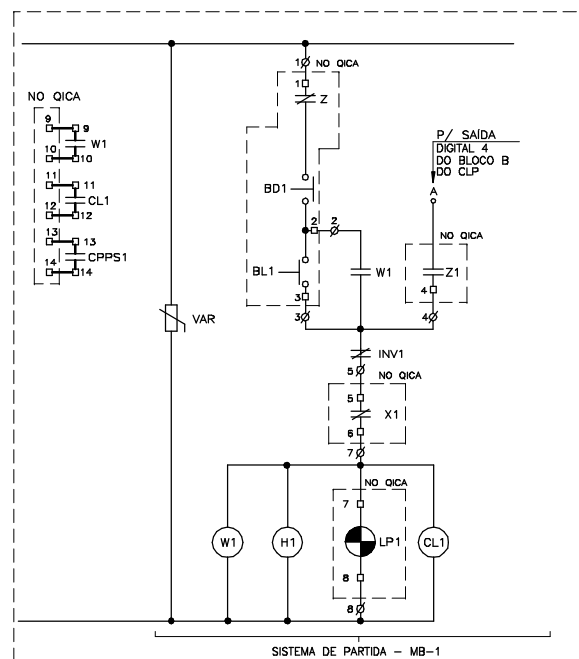 1 NO QICA
1
Z
NO QICA
9 9
W1
10 10
11 11
CL1
12 12
13 13
CPPS1
14 14
P/ SAÍDA
DIGITAL 4
DO BLOCO B
DO CLP
A
BD1
2 2
NO QICA
BL1
W1
Z1
3
4
3
4
VAR
INV1
5
NO QICA
5
X1
6
7
NO QICA
7
W1
H1
LP1
CL1
8
8
SISTEMA DE PARTIDA – MB-1